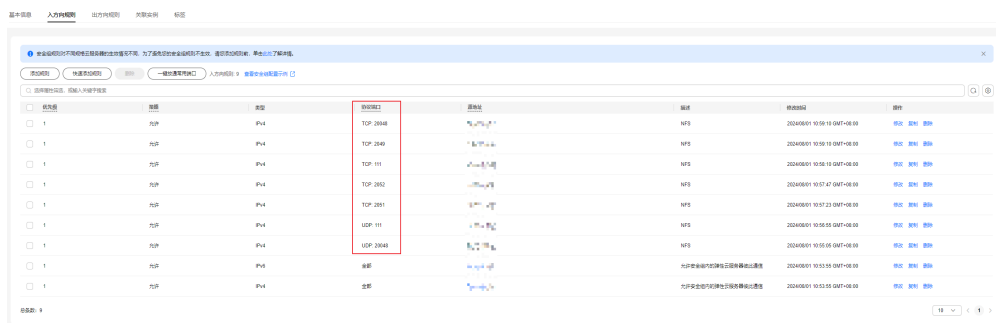 基本信息 入方向规则 出方向规则 关联实例 标签
安全组规则对不同规格云服务器的生效情况不同，为了避免您的安全组规则不生效，请您添加规则前，单击此处了解详情。
添加规则 快速添加规则 删除 一键放通常用端口 入方向规则: 9 查看安全组配置示例
选择属性筛选，或输入关键字搜索
优先级 策略 类型 协议端口 源地址 描述 修改时间 操作
1 允许 IPv4 TCP: 20048 NFS 2024/08/01 10:59:10 GMT+08:00 修改 复制 删除
1 允许 IPv4 TCP: 2049 NFS 2024/08/01 10:59:10 GMT+08:00 修改 复制 删除
1 允许 IPv4 TCP: 111 NFS 2024/08/01 10:58:10 GMT+08:00 修改 复制 删除
1 允许 IPv4 TCP: 2052 NFS 2024/08/01 10:57:47 GMT+08:00 修改 复制 删除
1 允许 IPv4 TCP: 2051 NFS 2024/08/01 10:57:23 GMT+08:00 修改 复制 删除
1 允许 IPv4 UDP: 111 NFS 2024/08/01 10:56:55 GMT+08:00 修改 复制 删除
1 允许 IPv4 UDP: 20048 NFS 2024/08/01 10:55:05 GMT+08:00 修改 复制 删除
1 允许 IPv6 全部 允许安全组内的弹性云服务器彼此通信 2024/08/01 10:53:55 GMT+08:00 修改 复制 删除
1 允许 IPv4 全部 允许安全组内的弹性云服务器彼此通信 2024/08/01 10:53:55 GMT+08:00 修改 复制 删除
总条数: 9 10 1